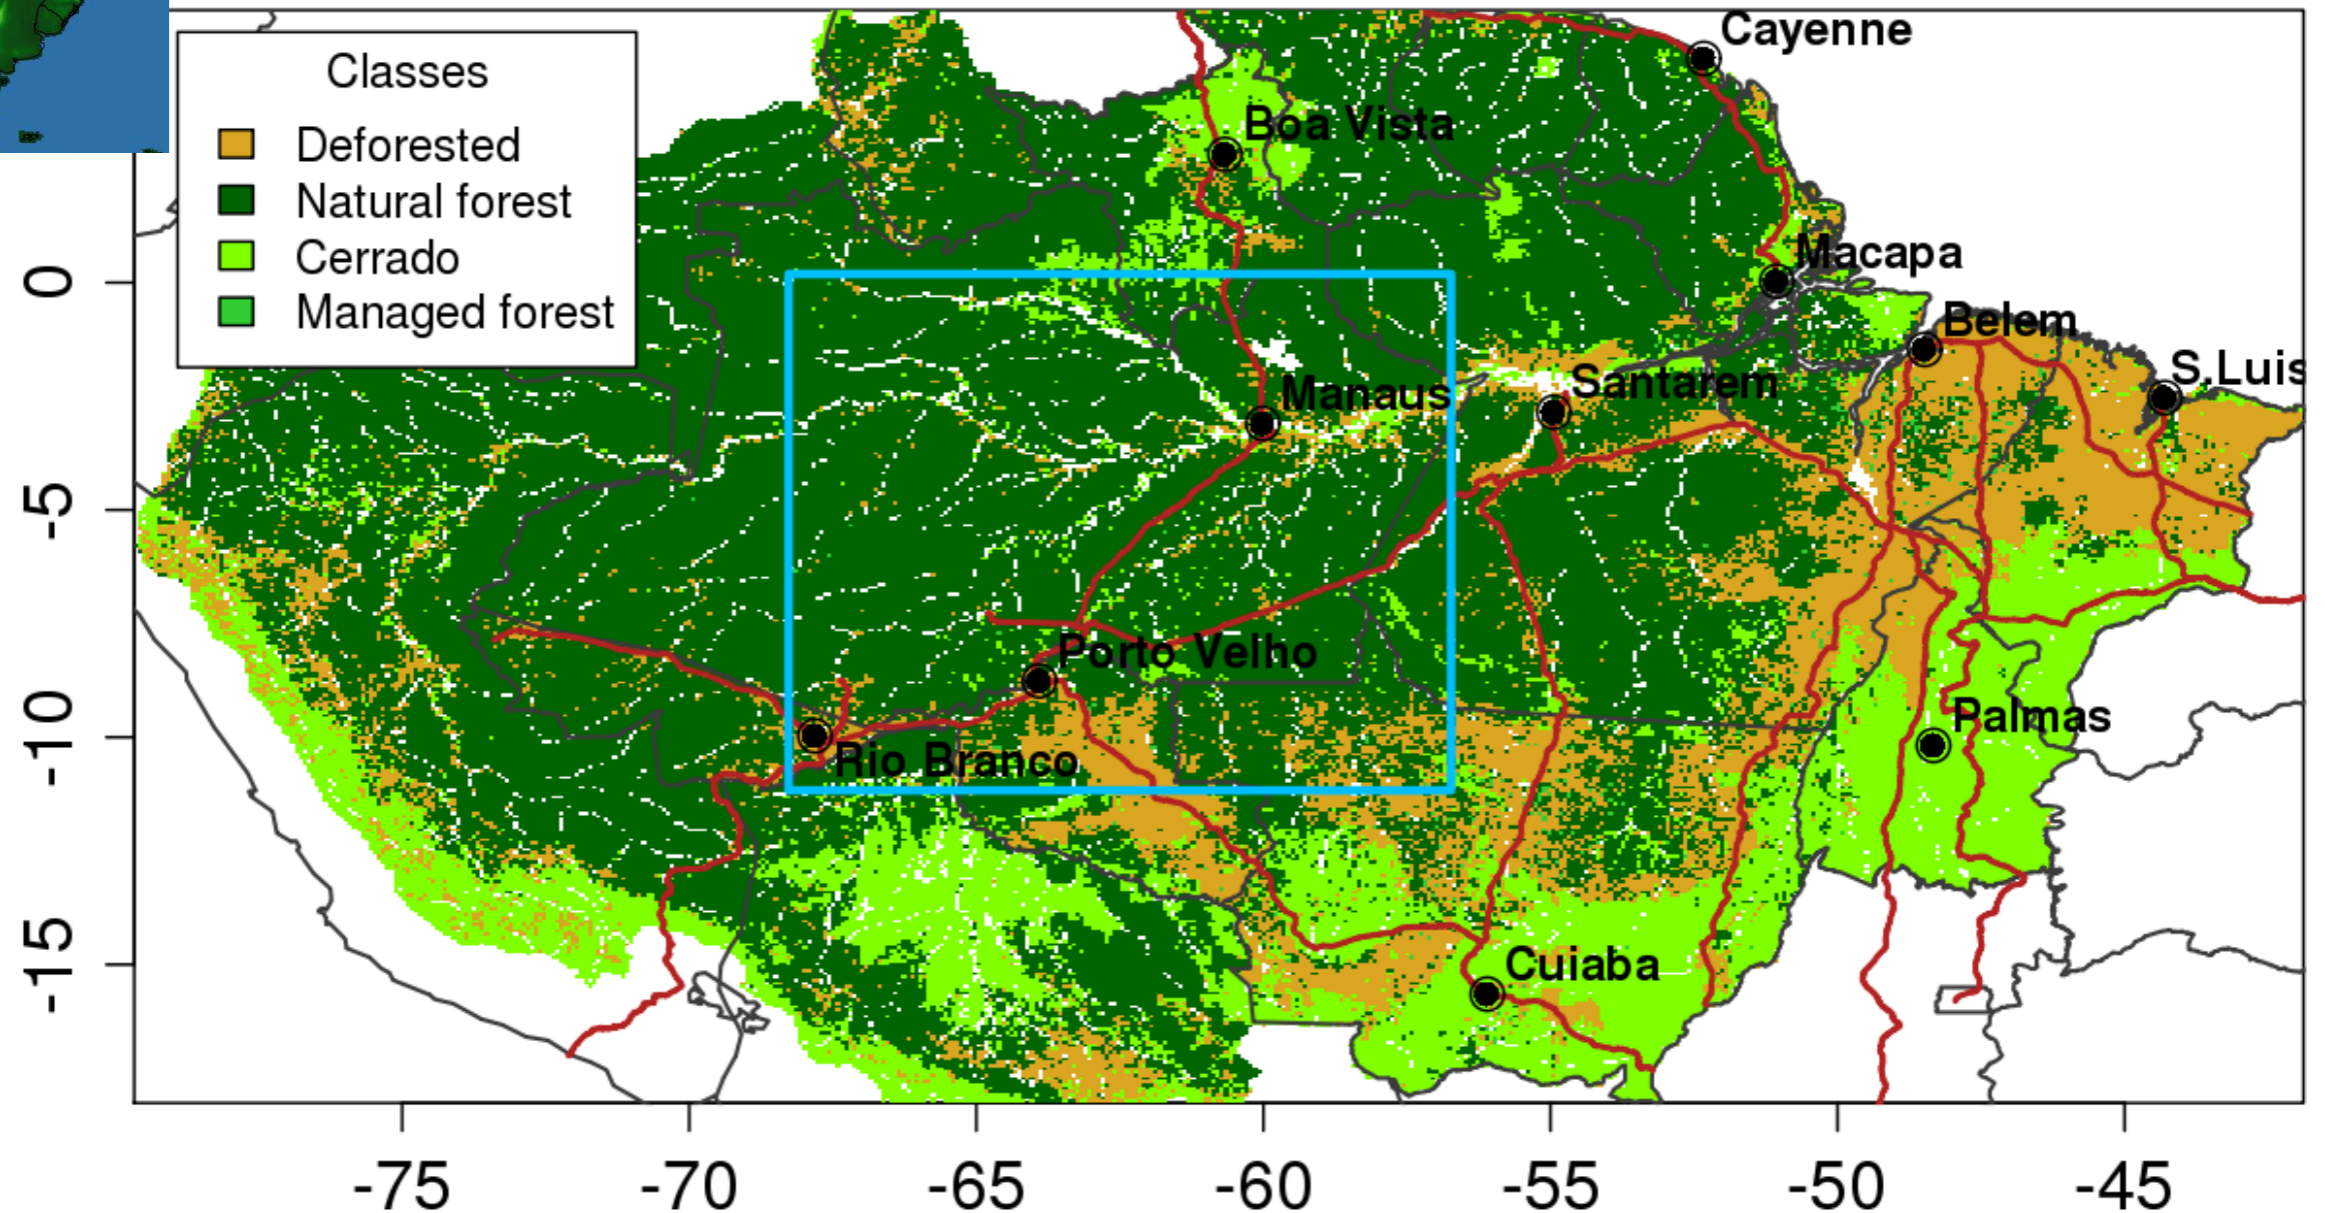 Classes
Deforested
Natural forest
Cerrado
Managed forest
Cayenne
Boa Vista
Macapa
Belem
S.Luis
Santarem
Manaus
Porto Velho
Rio Branco
Palmas
Cuiaba
0
-5
-10
-15
-75 -70 -65 -60 -55 -50 -45